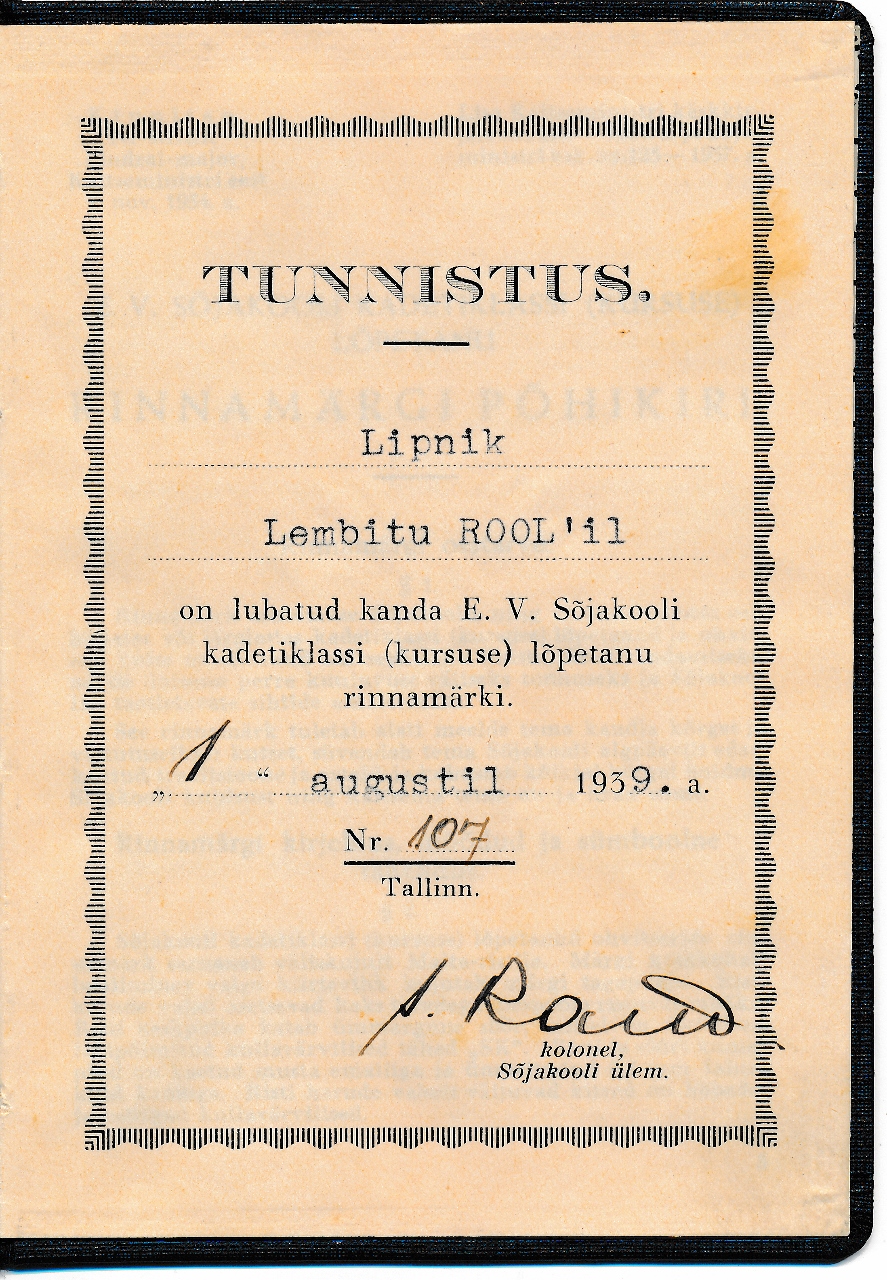 TUNNISTUS.
Lipnik
Lembitu ROOL'il
on lubatud kanda E. V. Sõjakooli
kadetiklassi (kursuse) lõpetanu
rinnamärki.
„ 1 “ augustil 1939. a.
Nr. 107
Tallinn.
kolonel,
Sõjakooli ülem.